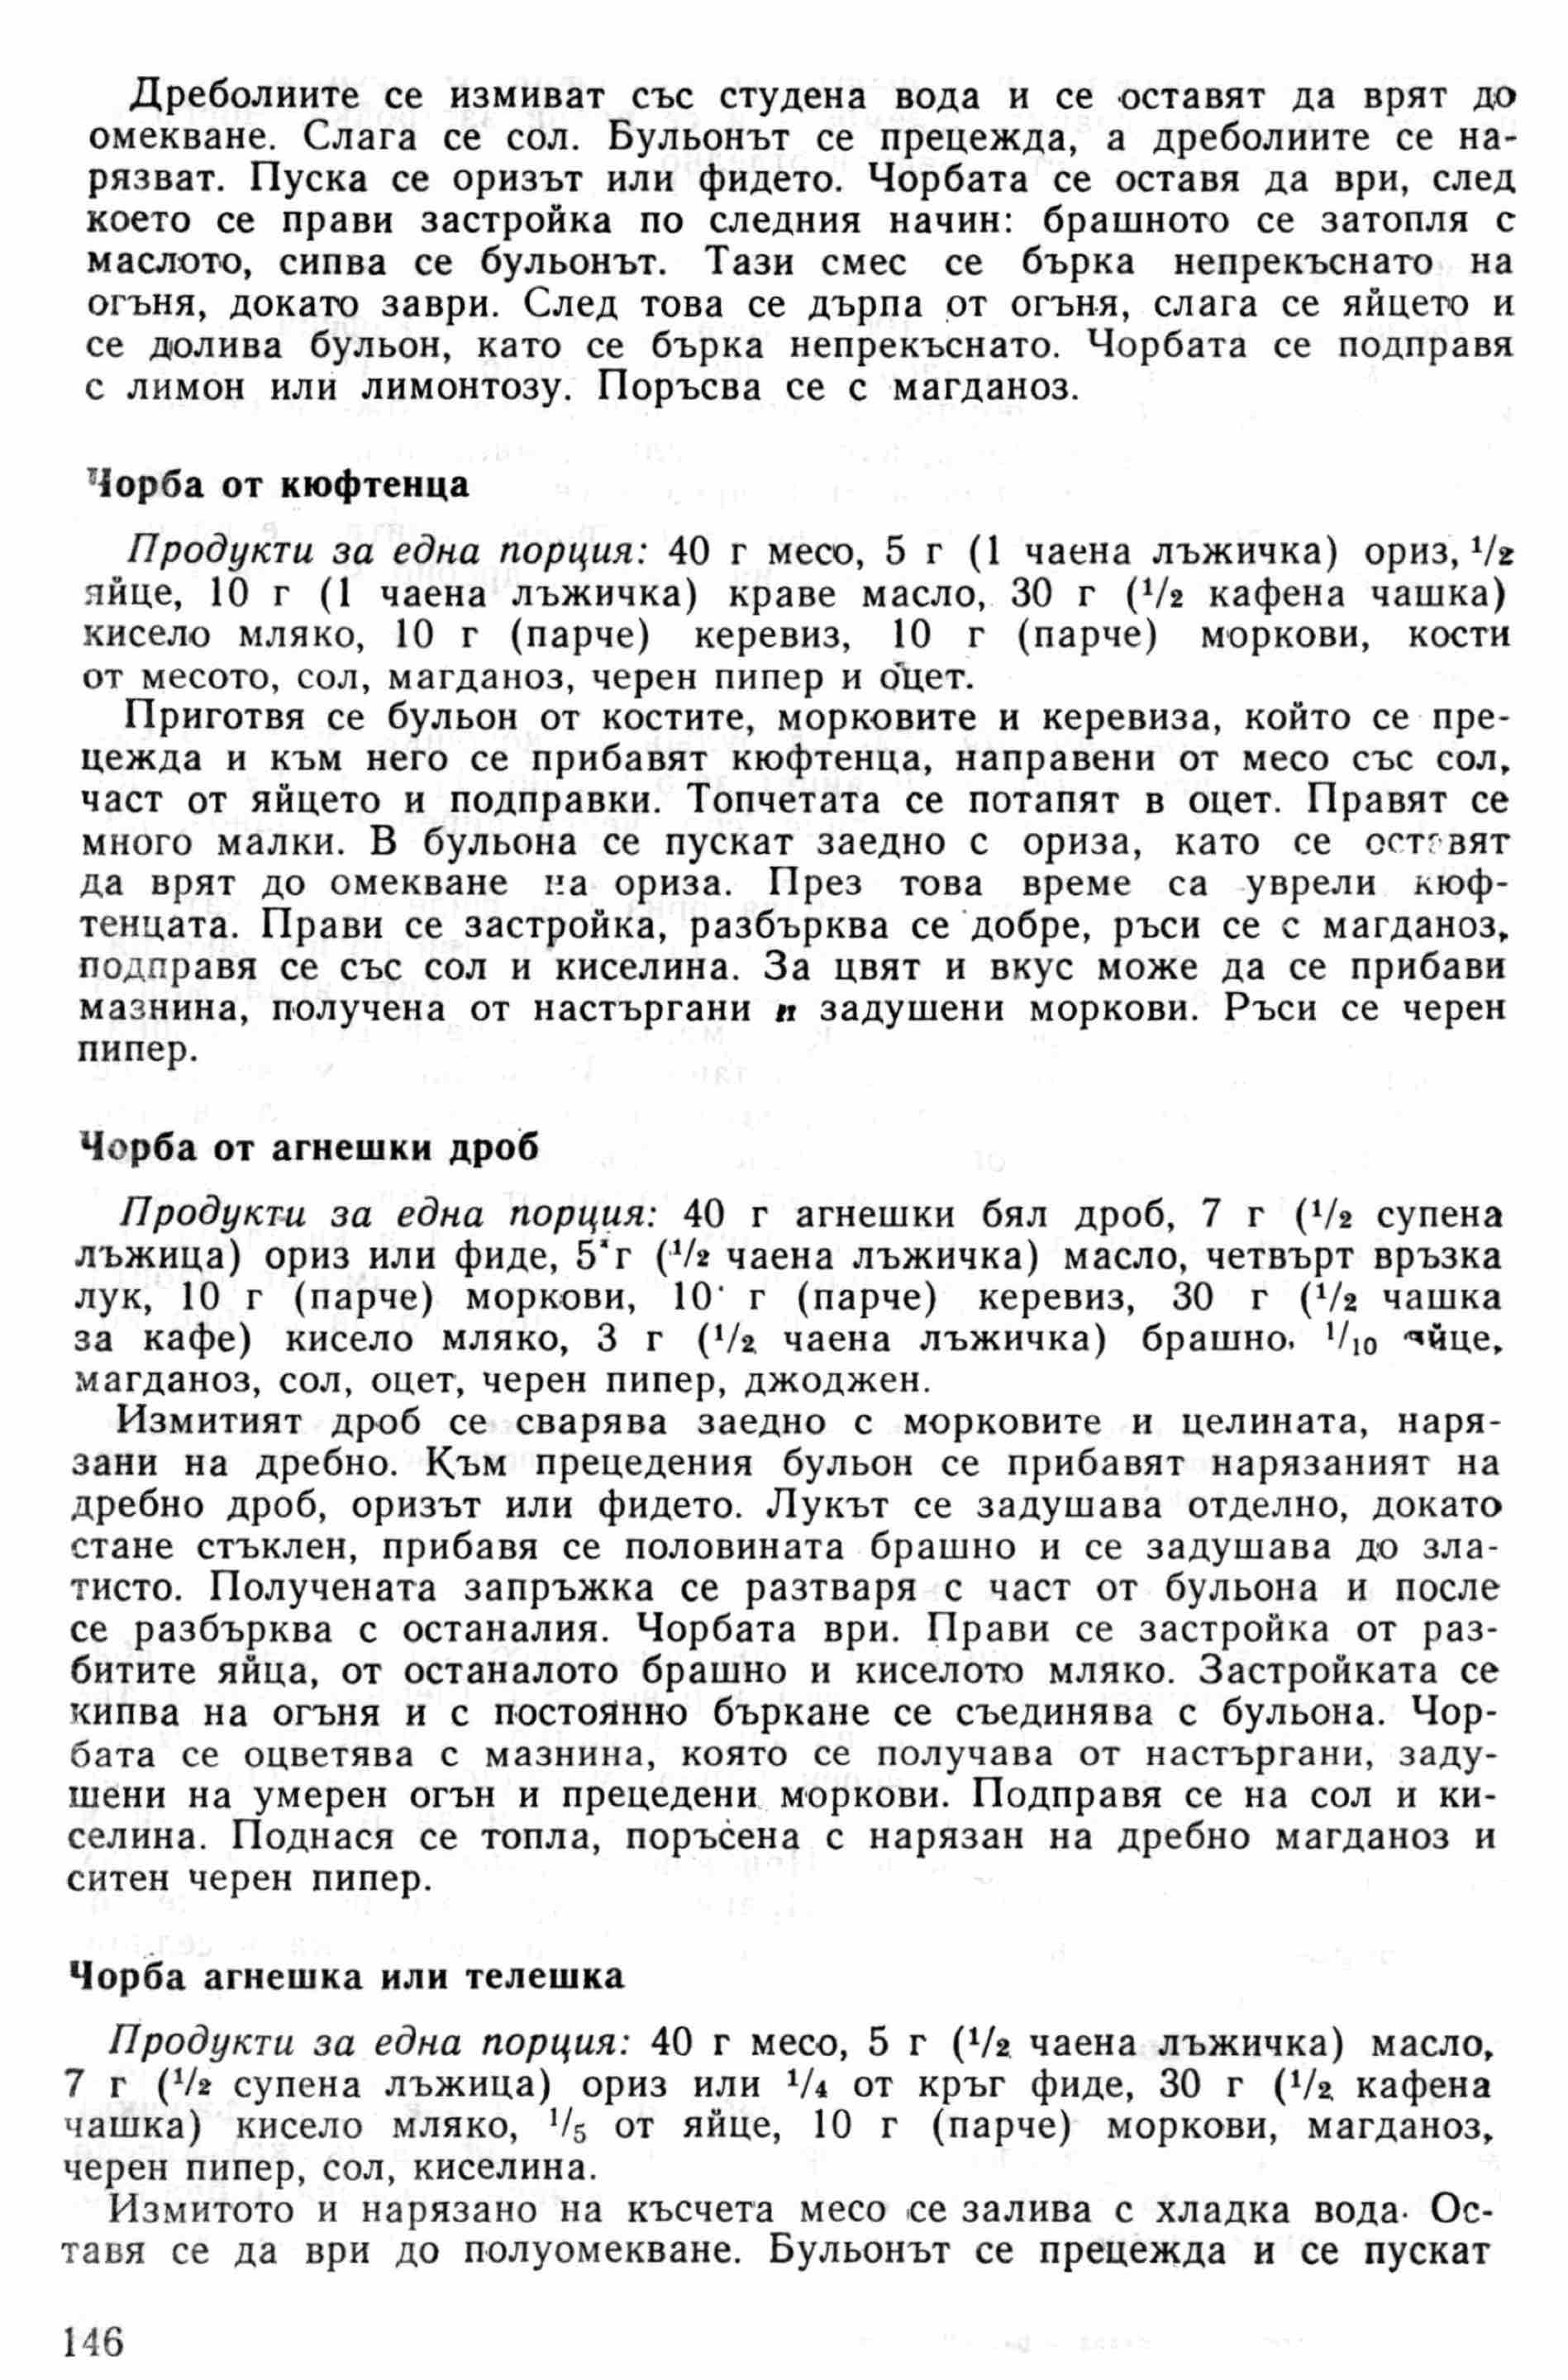 Дреболиите се измиват със студена вода и се оставят да врят до
омекване. Слага се сол. Бульонът се прецежда, а дреболиите се на-
рязват. Пуска се оризът или фидето. Чорбата се оставя да ври, след
което се прави застройка по следния начин: брашното се затопля с
маслото, сипва се бульонът. Тази смес се бърка непрекъснато на
огъня, докато заври. След това се дърпа от огъня, слага се яйцето и
се долива бульон, като се бърка непрекъснато. Чорбата се подправя
с лимон или лимонтозу. Поръсва се с магданоз.
Чорба от кюфтенца
Продукти за една порция: 40 г месо, 5 г (1 чаена лъжичка) ориз, 1/2
яйце, 10 г (1 чаена лъжичка) краве масло, 30 г (1/2 кафена чашка)
кисело мляко, 10 г (парче) керевиз, 10 г (парче) моркови, кости
от месото, сол, магданоз, черен пипер и оцет.
Приготвя се бульон от костите, морковите и керевиза, който се пре-
цежда и към него се прибавят кюфтенца, направени от месо със сол,
част от яйцето и подправки. Топчетата се потапят в оцет. Правят се
много малки. В бульона се пускат заедно с ориза, като се оставят
да врят до омекване на ориза. През това време са уврели кюф-
тенцата. Прави се застройка, разбърква се добре, ръси се с магданоз,
подправя се със сол и киселина. За цвят и вкус може да се прибави
мазнина, получена от настъргани и задушени моркови. Ръси се черен
пипер.
Чорба от агнешки дроб
Продукти за една порция: 40 г агнешки бял дроб, 7 г (1/2 супена
лъжица) ориз или фиде, 5 г (1/2 чаена лъжичка) масло, четвърт връзка
лук, 10 г (парче) моркови, 10 г (парче) керевиз, 30 г (1/2 чашка
за кафе) кисело мляко, 3 г (1/2 чаена лъжичка) брашно, 1/10 яйце,
магданоз, сол, оцет, черен пипер, джоджен.
Измитият дроб се сварява заедно с морковите и целината, наря-
зани на дребно. Към прецедения бульон се прибавят нарязаният на
дребно дроб, оризът или фидето. Лукът се задушава отделно, докато
стане стъклен, прибавя се половината брашно и се задушава до зла-
тисто. Получената запръжка се разтваря с част от бульона и после
се разбърква с останалия. Чорбата ври. Прави се застройка от раз-
битите яйца, от останалото брашно и киселото мляко. Застройката се
кипва на огъня и с постоянно бъркане се съединява с бульона. Чор-
бата се оцветява с мазнина, която се получава от настъргани, заду-
шени на умерен огън и прецедени моркови. Подправя се на сол и ки-
селина. Поднася се топла, поръсена с нарязан на дребно магданоз и
ситен черен пипер.
Чорба агнешка или телешка
Продукти за една порция: 40 г месо, 5 г (1/2 чаена лъжичка) масло,
7 г (1/2 супена лъжица) ориз или 1/4 от кръг фиде, 30 г (1/2 кафена
чашка) кисело мляко, 1/5 от яйце, 10 г (парче) моркови, магданоз,
черен пипер, сол, киселина.
Измитото и нарязано на късчета месо се залива с хладка вода. Ос-
тавя се да ври до полуомекване. Бульонът се прецежда и се пускат
146